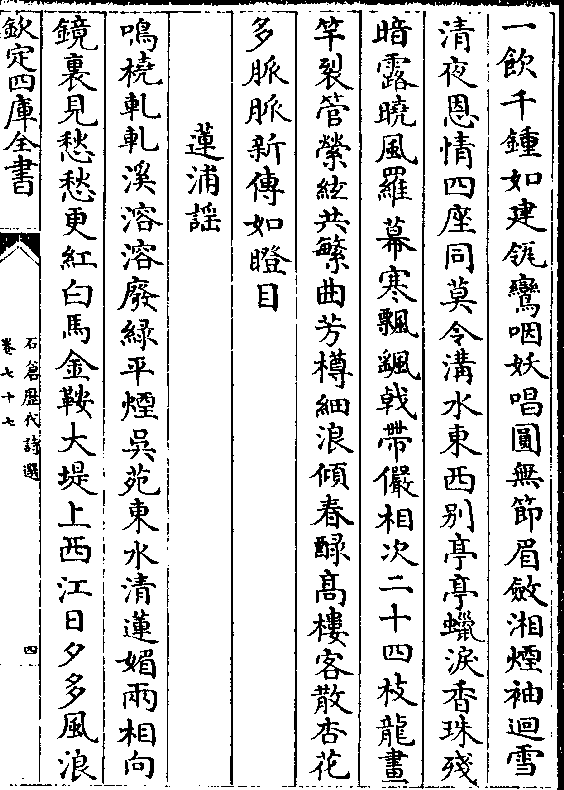 一飲千鍾如建瓴鸞咽妖唱圓無節眉斂湘煙袖迴雪
清夜恩情四座同莫令溝水東西别亭亭蠟淚香珠殘
暗露曉風羅幕寒飄颻戟帶儼相次二十四枝龍畫
竿裂管縈絃共繁曲芳樽細浪傾春醁髙樓客散杏花
多脈脈新傳如瞪目
蓮浦謡
鳴橈軋軋溪溶溶廢緑平煙吳苑東水清蓮媚兩相向
鏡裏見愁愁更紅白馬金鞍大堤上西江日夕多風浪
欽定四庫全書
石倉歴代詩選
卷七十七
四